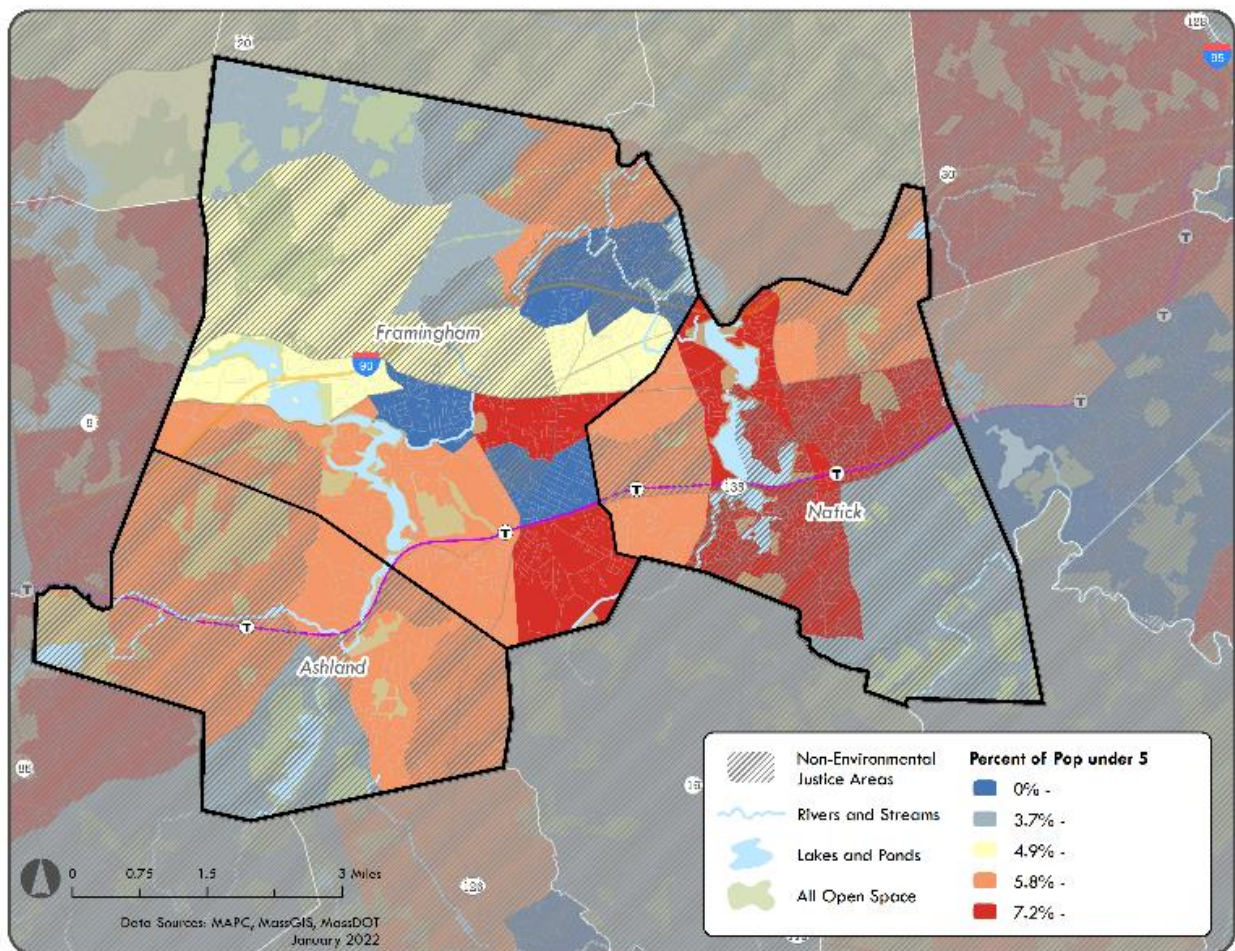 128
20
95
30
T
T
Framingham
90
9
T
T
T
135
T
Natick
T
T
Ashland
Non-Environmental
Justice Areas
Rivers and Streams
Lakes and Ponds
All Open Space
Percent of Pop under 5
0% -
3.7% -
4.9% -
5.8% -
7.2% -
16
0 0.75 1.5 3 Miles
Data Sources: MAPC, MassGIS, MassDOT
January 2022